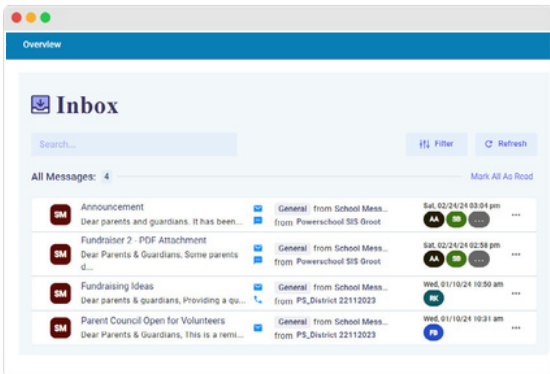 Overview
Inbox
Search...
Filter
Refresh
All Messages: 4
Mark All As Read
SM
Announcement
Dear parents and guardians. It has been...
General from School Mess...
from Powerschool SIS Groot
Sat, 02/24/24 03:04 pm
AA SB ...
SM
Fundraiser 2 - PDF Attachment
Dear Parents & Guardians, Some parents
d...
General from School Mess...
from Powerschool SIS Groot
Sat, 02/24/24 02:58 pm
AA SB ...
SM
Fundraising Ideas
Dear parents & guardians, Providing a qu...
General from School Mess...
from PS_District 22112023
Wed, 01/10/24 10:50 am
RK
SM
Parent Council Open for Volunteers
Dear Parents & Guardians, This is a remi...
General from School Mess...
from PS_District 22112023
Wed, 01/10/24 10:31 am
FB